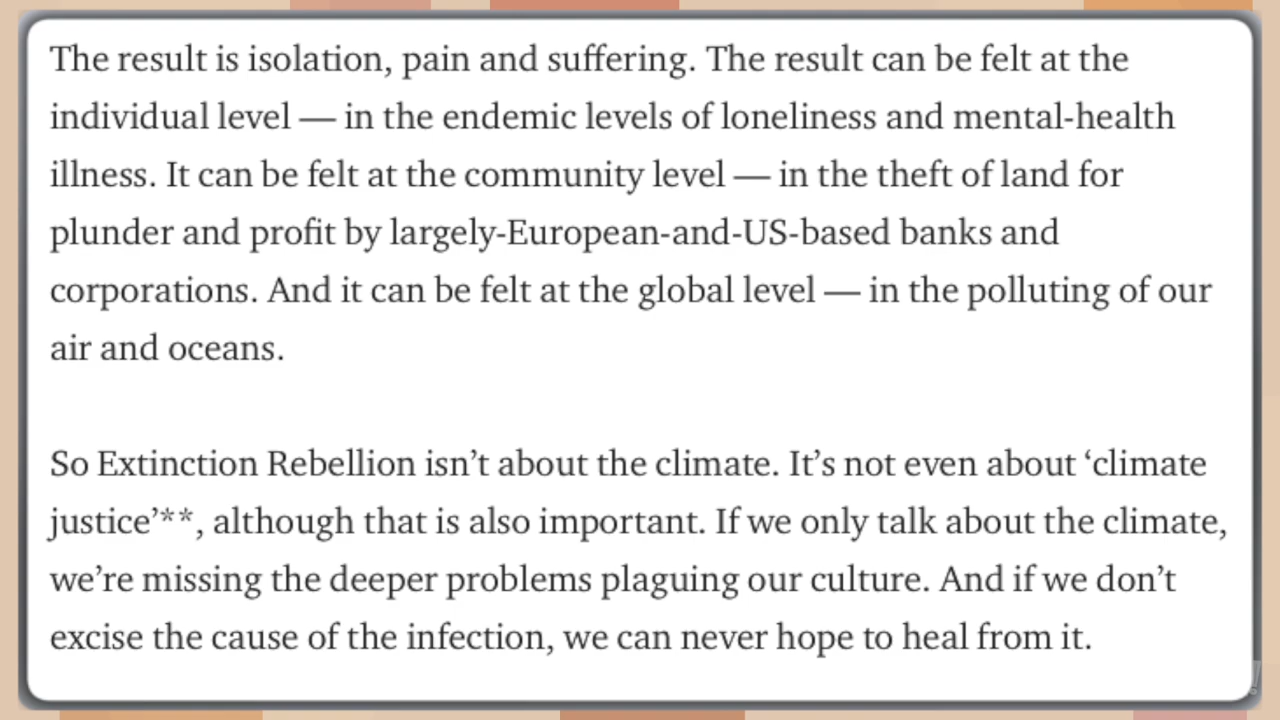 The result is isolation, pain and suffering. The result can be felt at the
individual level — in the endemic levels of loneliness and mental-health
illness. It can be felt at the community level — in the theft of land for
plunder and profit by largely-European-and-US-based banks and
corporations. And it can be felt at the global level — in the polluting of our
air and oceans.
So Extinction Rebellion isn’t about the climate. It’s not even about ‘climate
justice’**, although that is also important. If we only talk about the climate,
we’re missing the deeper problems plaguing our culture. And if we don’t
excise the cause of the infection, we can never hope to heal from it.